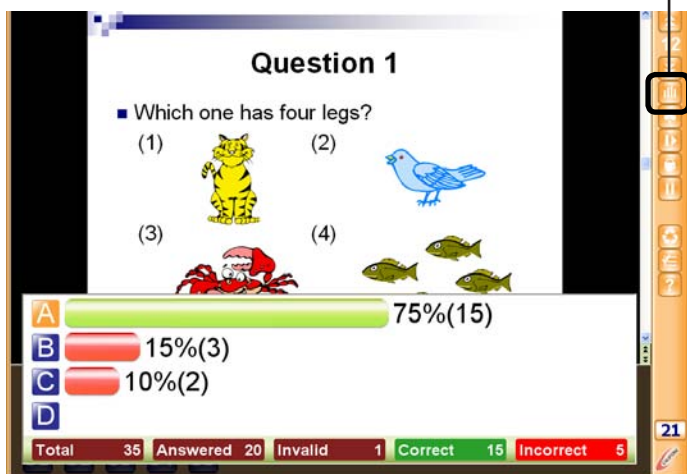 Question 1
Which one has four legs?
(1) (2)
(3) (4)
A 75%(15)
B 15%(3)
C 10%(2)
D
Total 35 Answered 20 Invalid 1 Correct 15 Incorrect 5
12
?
21